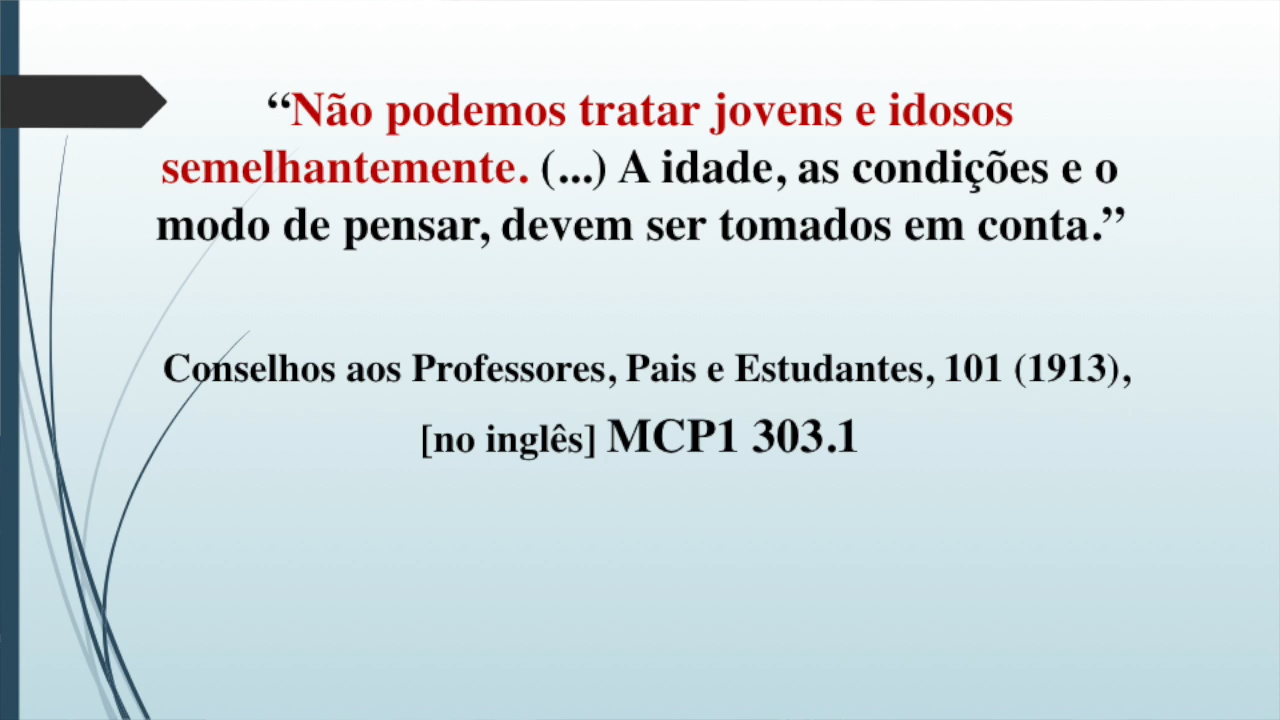 “Não podemos tratar jovens e idosos
semelhantemente. (...) A idade, as condições e o
modo de pensar, devem ser tomados em conta.”
Conselhos aos Professores, Pais e Estudantes, 101 (1913),
[no inglês] MCP1 303.1